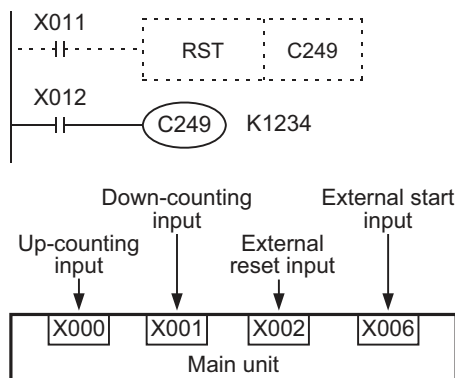 X011
RST C249
X012
C249 K1234
Down-counting input
External start input
Up-counting input
External reset input
X000 X001 X002 X006
Main unit